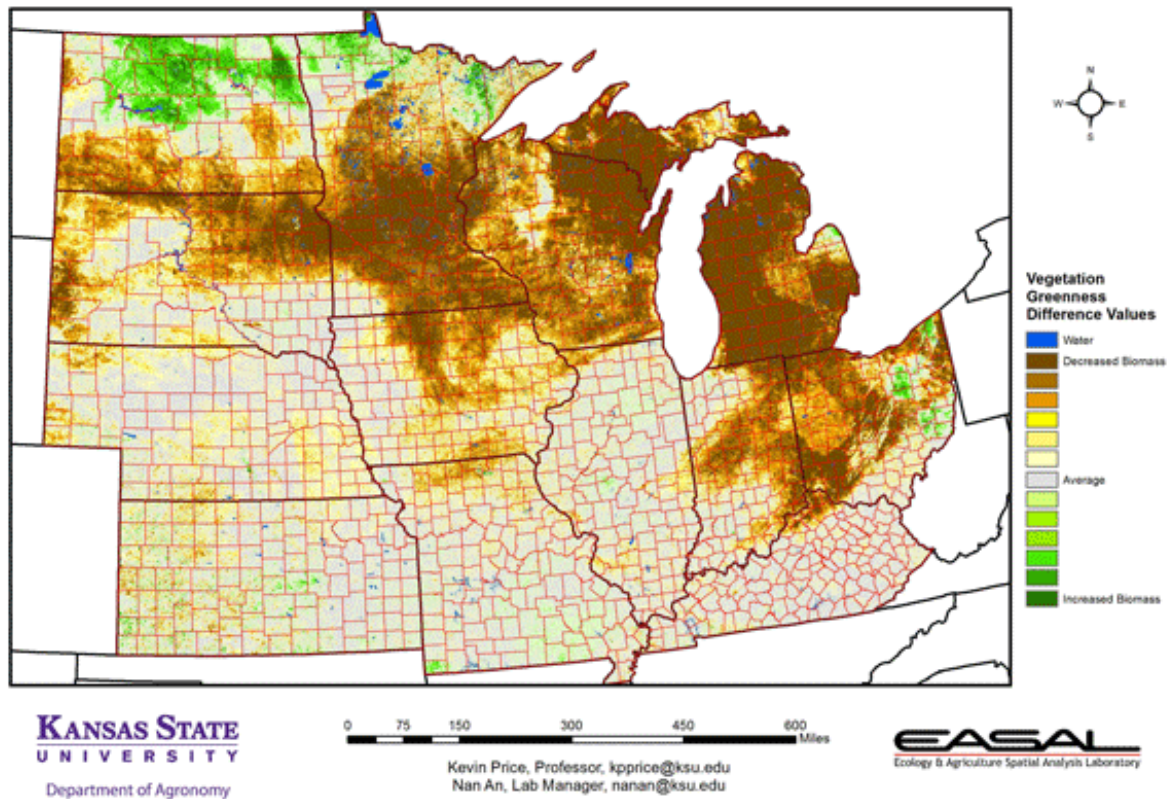 N
W E
S
Vegetation
Greenness
Difference Values
Water
Decreased Biomass
Average
Increased Biomass
KANSAS STATE
UNIVERSITY
Department of Agronomy
0 75 150 300 450 600
Miles
Kevin Price, Professor, kpprice@ksu.edu
Nan An, Lab Manager, nanan@ksu.edu
EASAL
Ecology & Agriculture Spatial Analysis Laboratory